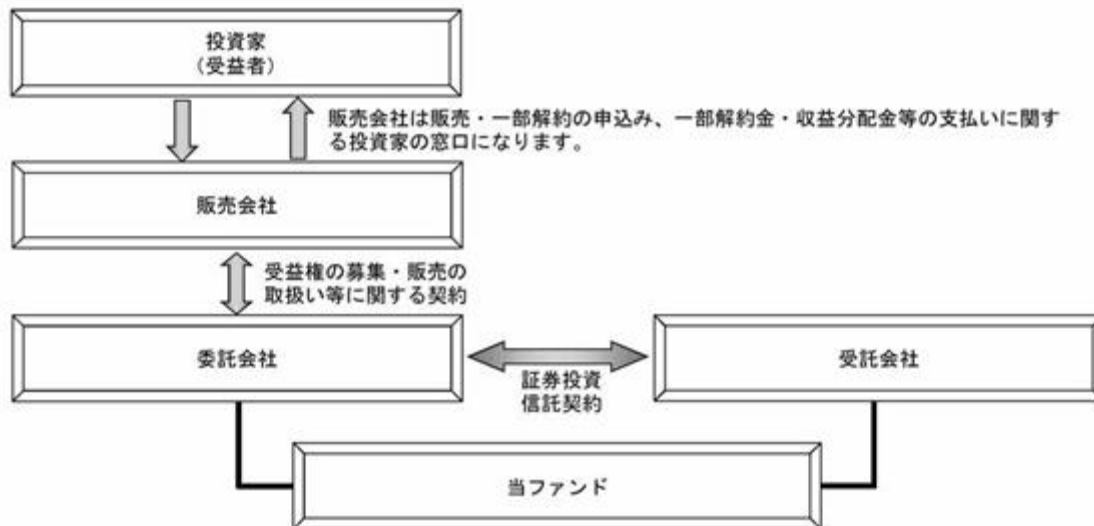 投資家
（受益者）
販売会社は販売・一部解約の申込み、一部解約金・収益分配金等の支払いに関す
る投資家の窓口になります。
販売会社
受益権の募集・販売の
取扱い等に関する契約
委託会社
受託会社
証券投資
信託契約
当ファンド